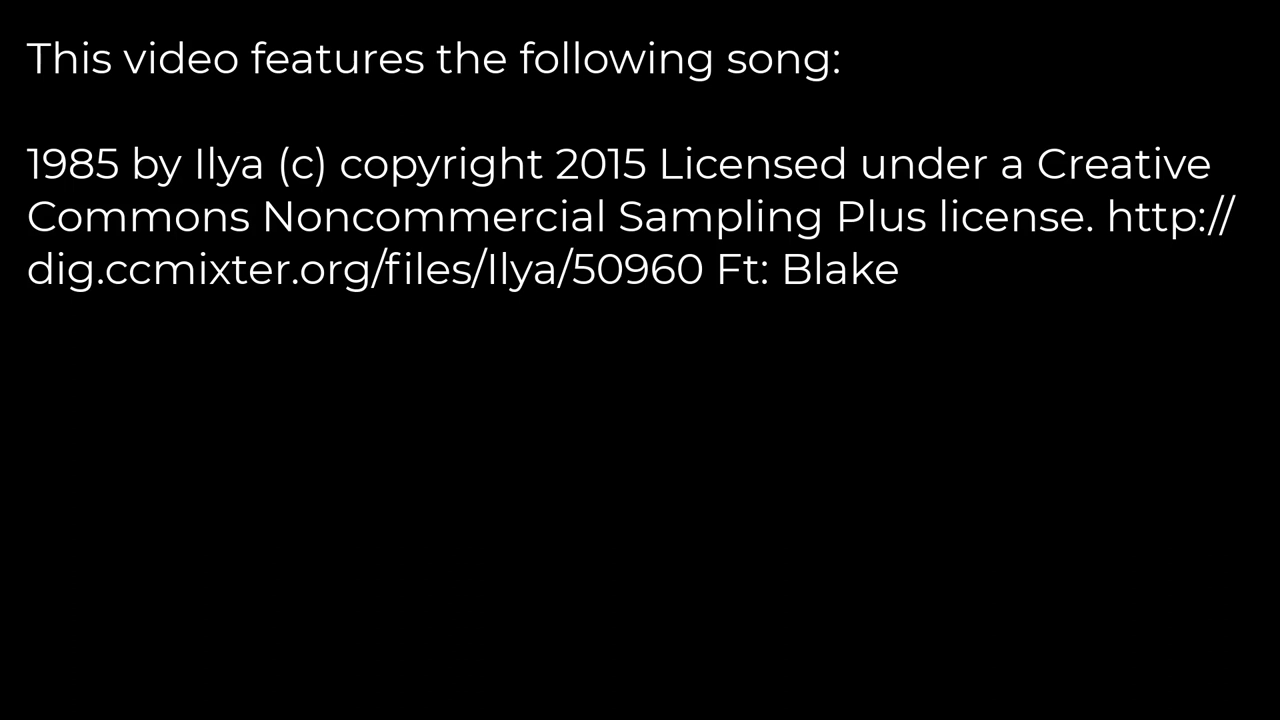 This video features the following song:
1985 by Ilya (c) copyright 2015 Licensed under a Creative
Commons Noncommercial Sampling Plus license. http://
dig.ccmixter.org/files/Ilya/50960 Ft: Blake